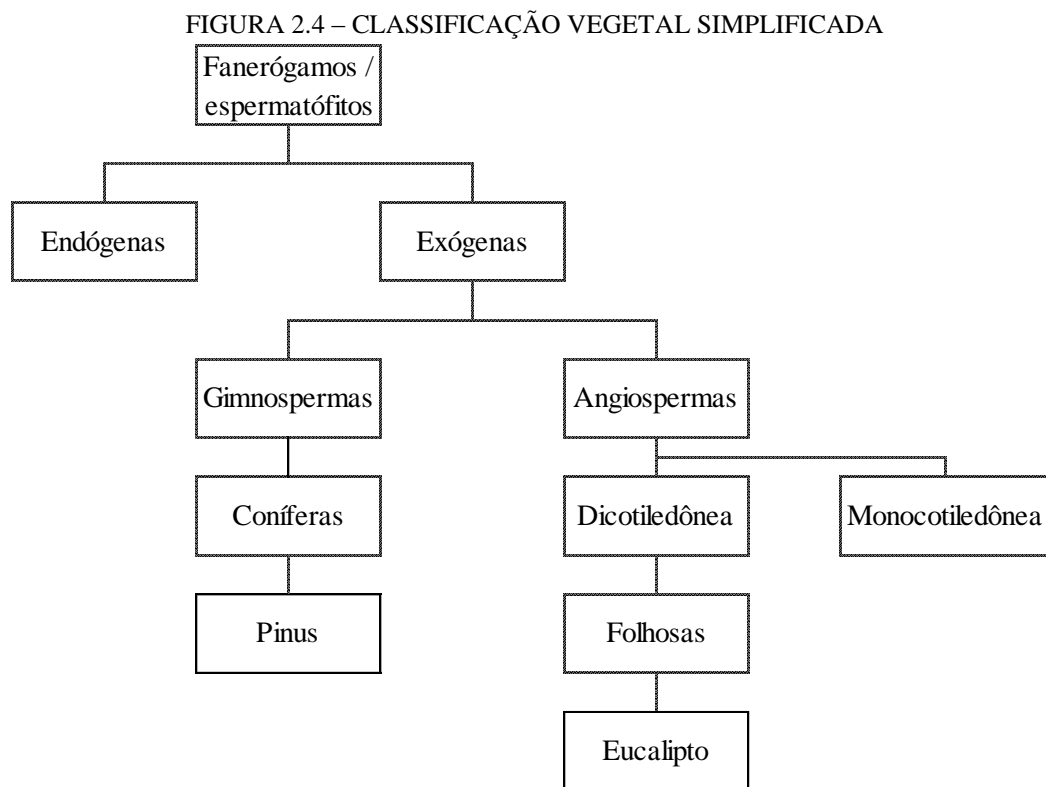 FIGURA 2.4 – CLASSIFICAÇÃO VEGETAL SIMPLIFICADA
Fanerógamos /
espermatófitos
Endógenas
Exógenas
Gimnospermas
Angiospermas
Coníferas
Dicotiledônea
Monocotiledônea
Pinus
Folhosas
Eucalipto